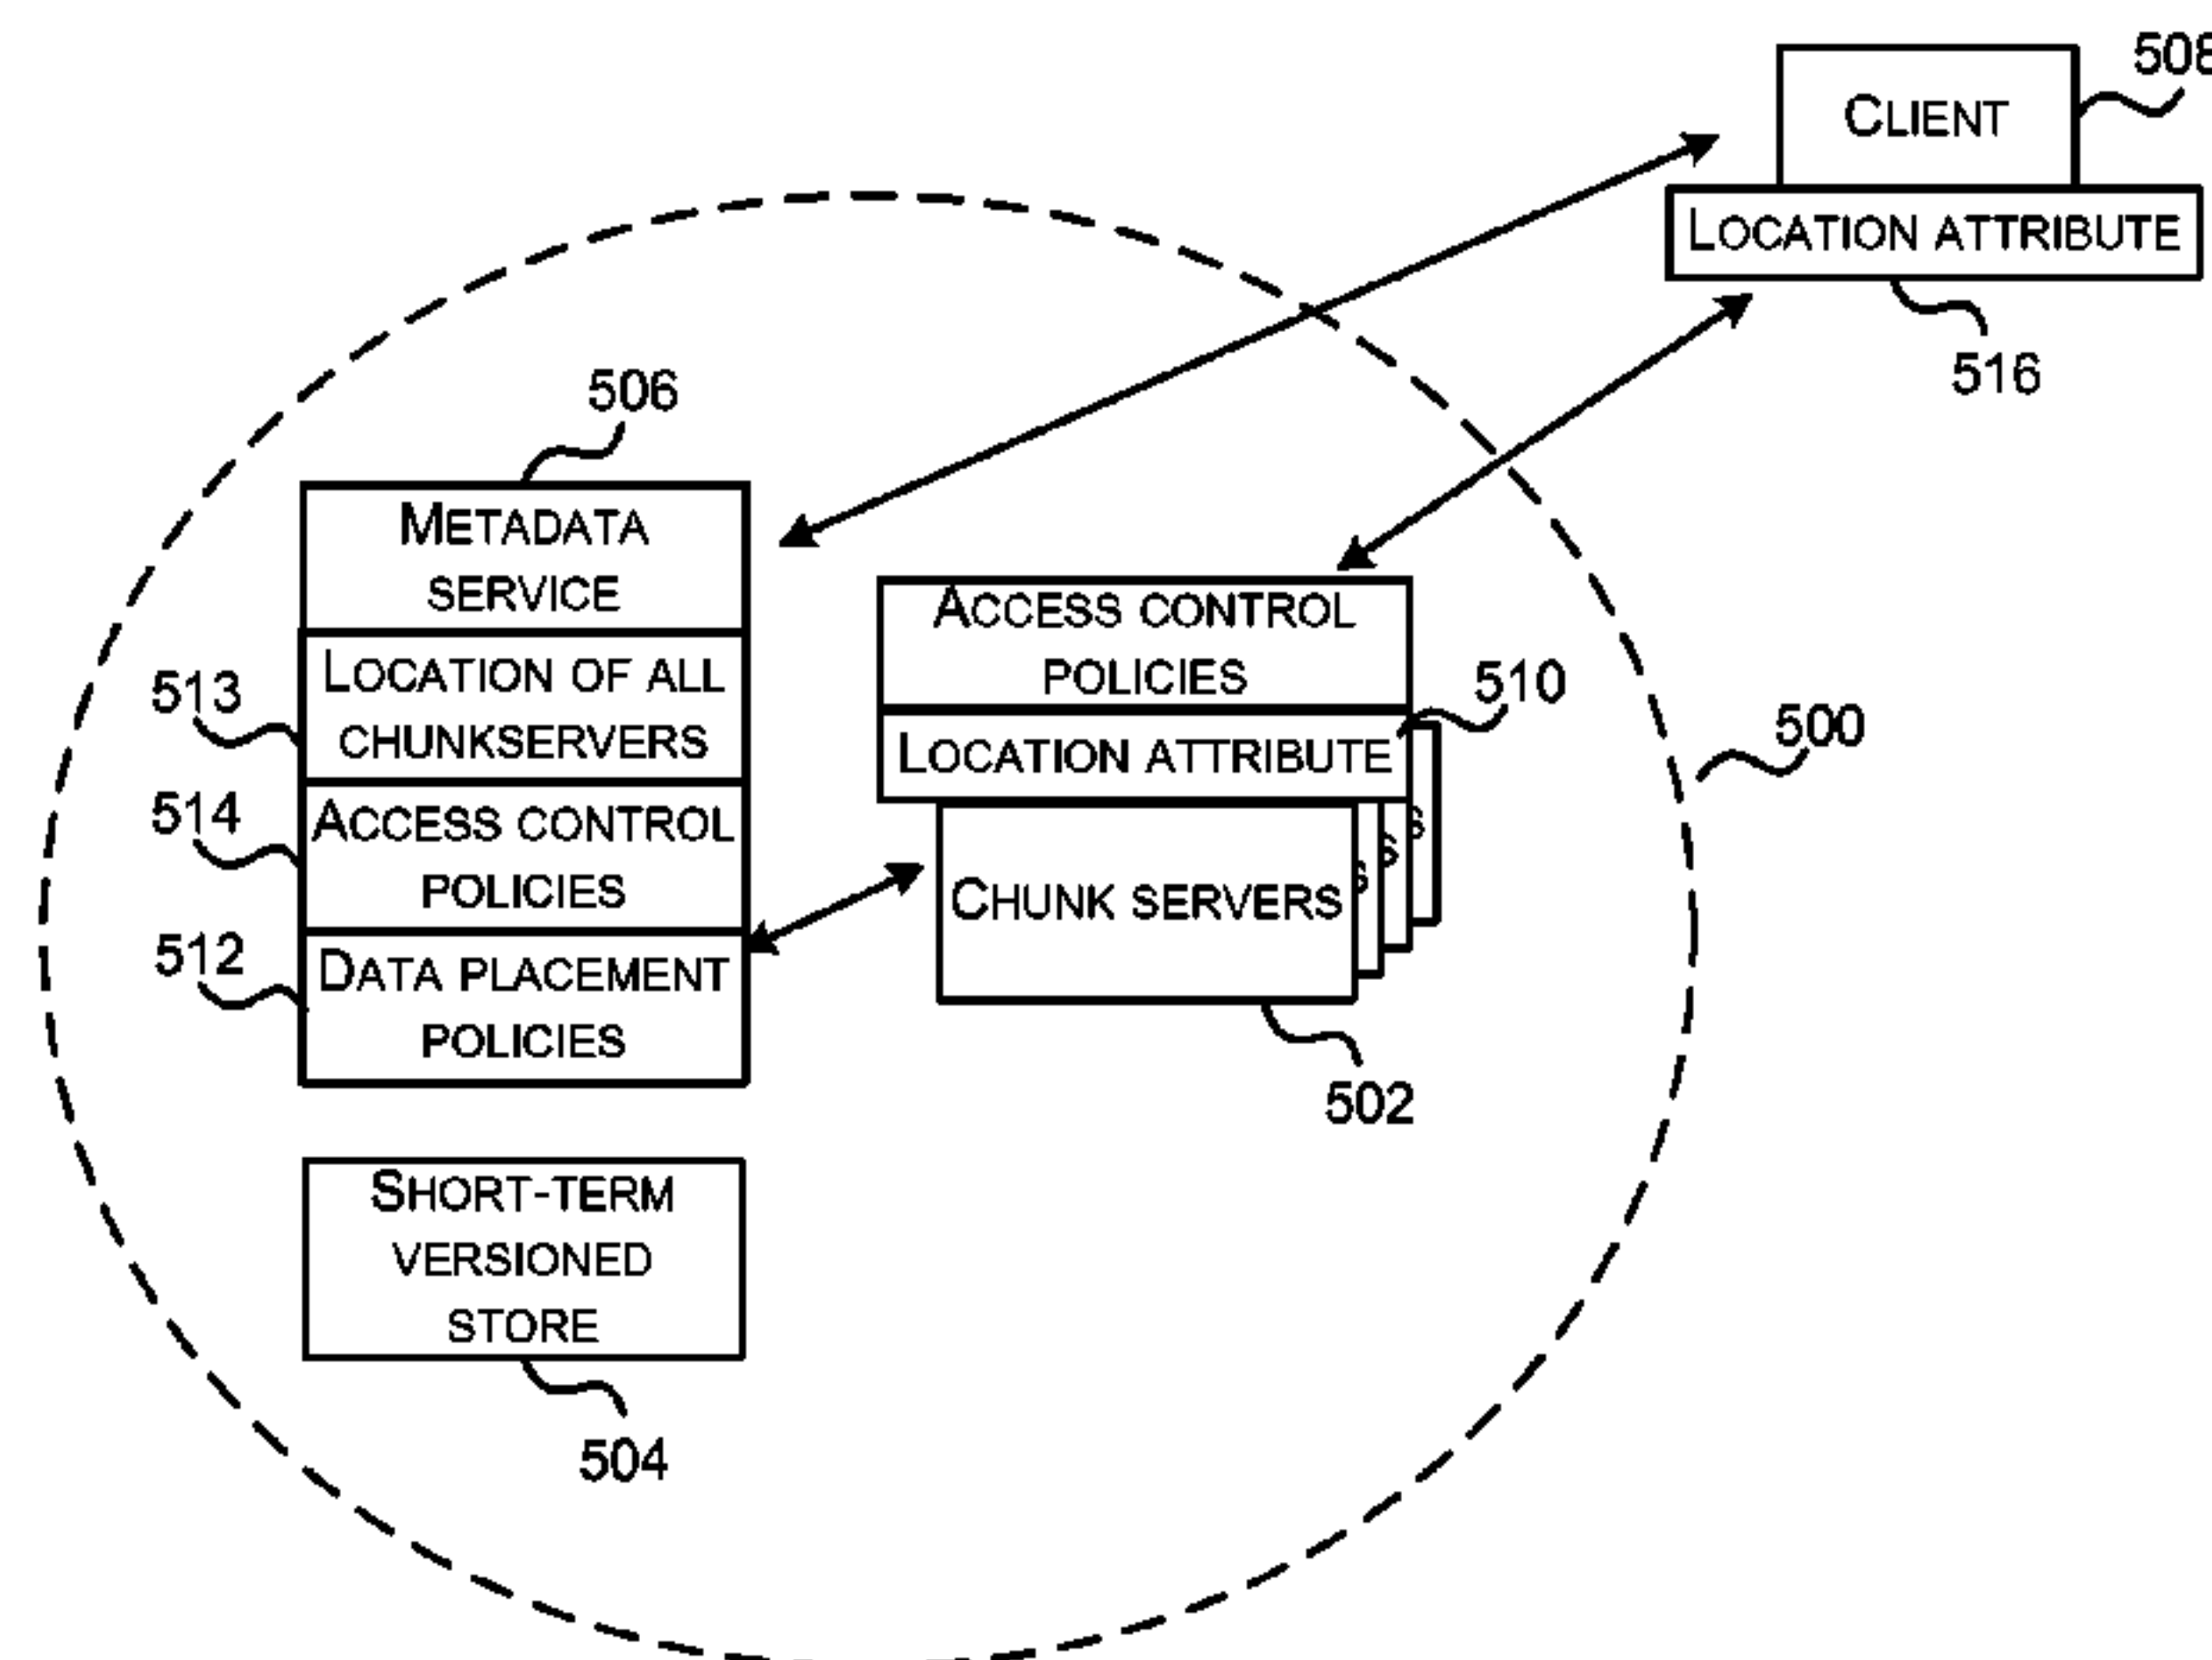 508
CLIENT
LOCATION ATTRIBUTE
516
506
METADATA
SERVICE
513
LOCATION OF ALL
CHUNKSERVERS
514
ACCESS CONTROL
POLICIES
512
DATA PLACEMENT
POLICIES
ACCESS CONTROL
POLICIES
510
LOCATION ATTRIBUTE
500
CHUNK SERVERS
S
S
S
502
SHORT-TERM
VERSIONED
STORE
504